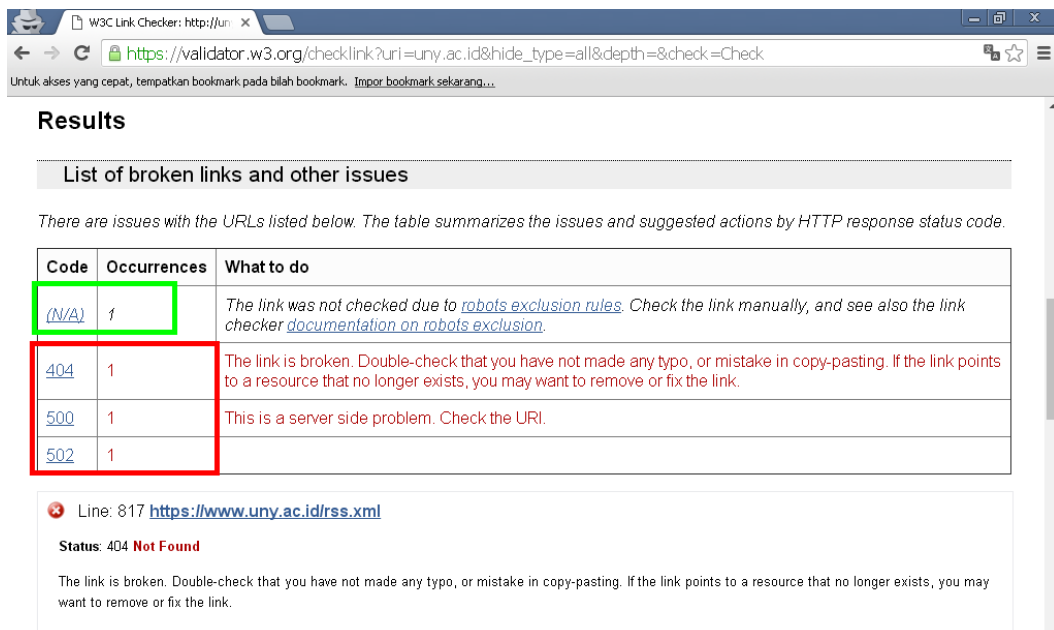 W3C Link Checker: http://un
https://validator.w3.org/checklink?uri=uny.ac.id&hide_type=all&depth=&check=Check
Untuk akses yang cepat, tempatkan bookmark pada bilah bookmark. Impor bookmark sekarang...
Results
List of broken links and other issues
There are issues with the URLs listed below. The table summarizes the issues and suggested actions by HTTP response status code.
Code Occurrences What to do
(N/A) 1 The link was not checked due to robots exclusion rules. Check the link manually, and see also the link
checker documentation on robots exclusion.
404 1 The link is broken. Double-check that you have not made any typo, or mistake in copy-pasting. If the link points
to a resource that no longer exists, you may want to remove or fix the link.
500 1 This is a server side problem. Check the URI.
502 1
Line: 817 https://www.uny.ac.id/rss.xml
Status: 404 Not Found
The link is broken. Double-check that you have not made any typo, or mistake in copy-pasting. If the link points to a resource that no longer exists, you may
want to remove or fix the link.